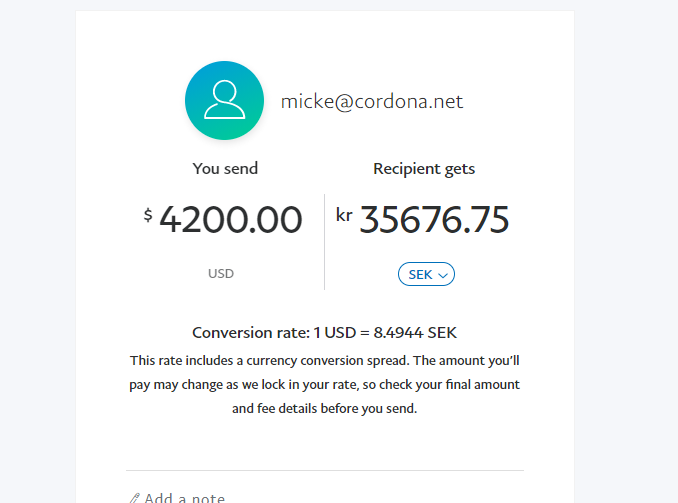 micke@cordona.net
You send
Recipient gets
$ 4200.00
kr 35676.75
USD
SEK
Conversion rate: 1 USD = 8.4944 SEK
This rate includes a currency conversion spread. The amount you'll
pay may change as we lock in your rate, so check your final amount
and fee details before you send.
Add a note